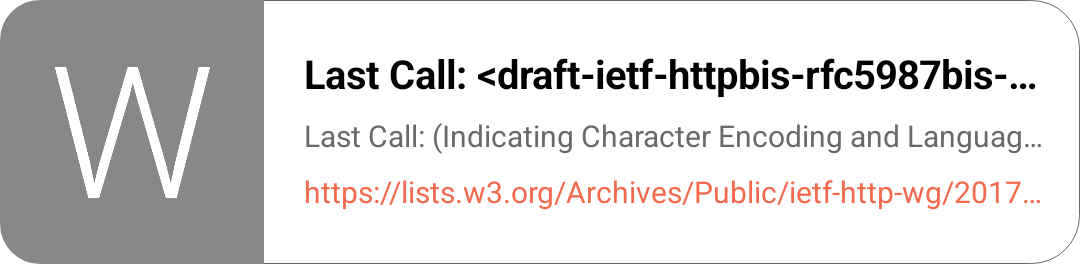 W
Last Call: <draft-ietf-httpbis-rfc5987bis-...
Last Call: (Indicating Character Encoding and Languag...
https://lists.w3.org/Archives/Public/ietf-http-wg/2017...